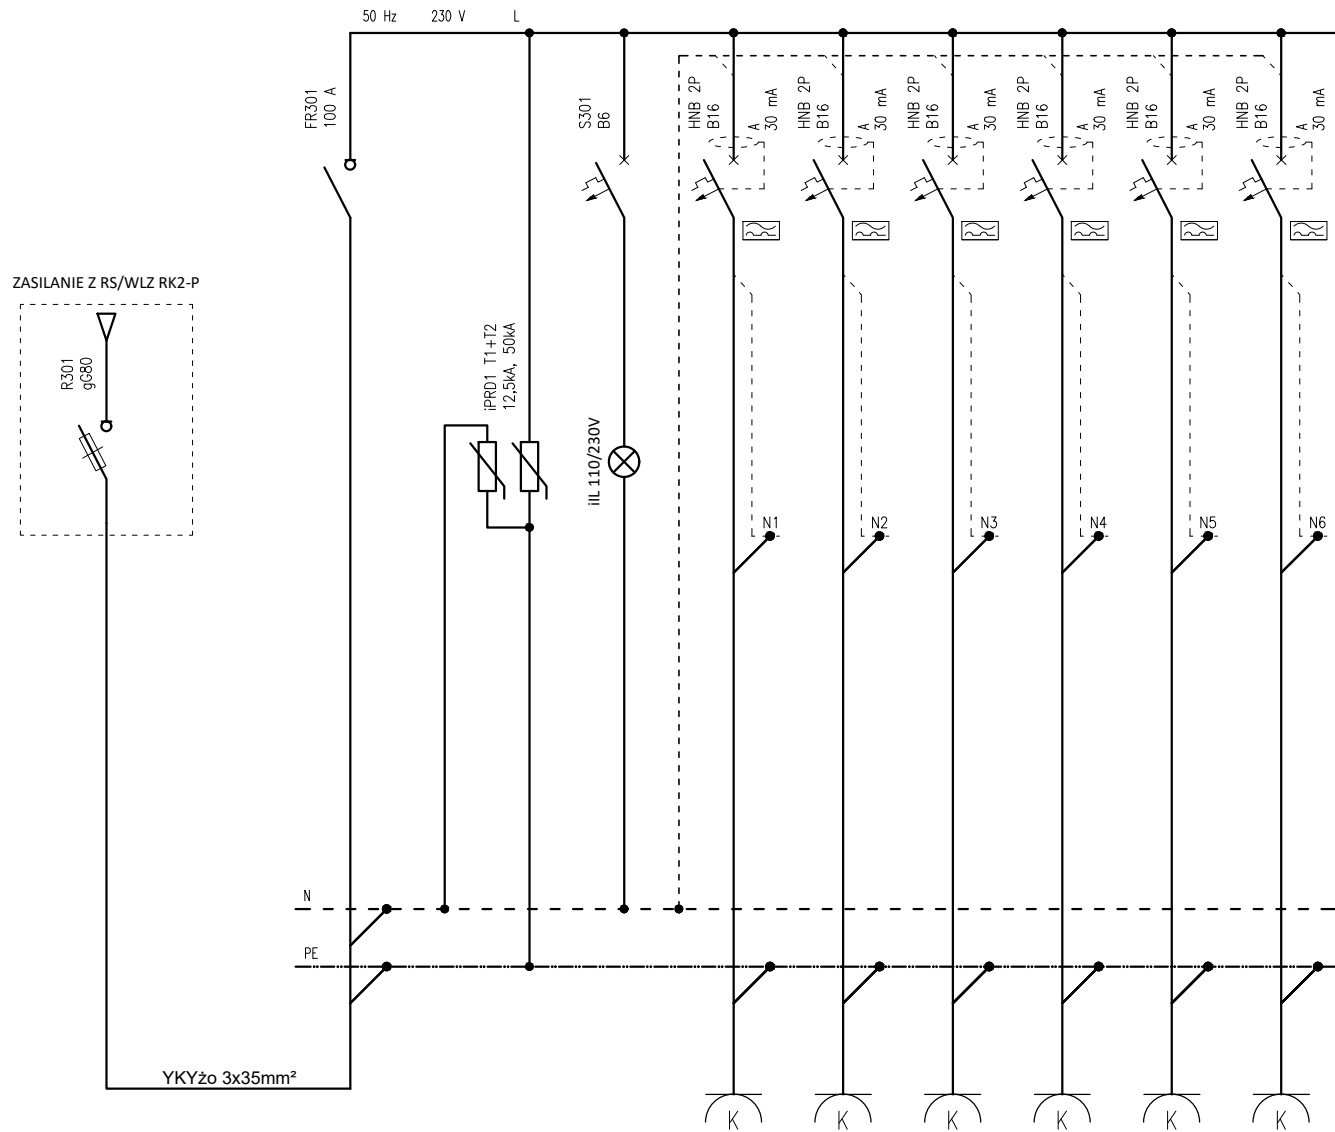 50 Hz 230 V L
FR301
100 A
S301
B6
HNB 2P
B16
A
30 mA
HNB 2P
B16
A
30 mA
HNB 2P
B16
A
30 mA
HNB 2P
B16
A
30 mA
HNB 2P
B16
A
30 mA
HNB 2P
B16
A
30 mA
ZASILANIE Z RS/WLZ RK2-P
R301
gG80
iPRD1 T1+T2
12,5kA, 50kA
iIL 110/230V
N1 N2 N3 N4 N5 N6
N
PE
YKYżo 3x35mm²
K K K K K K